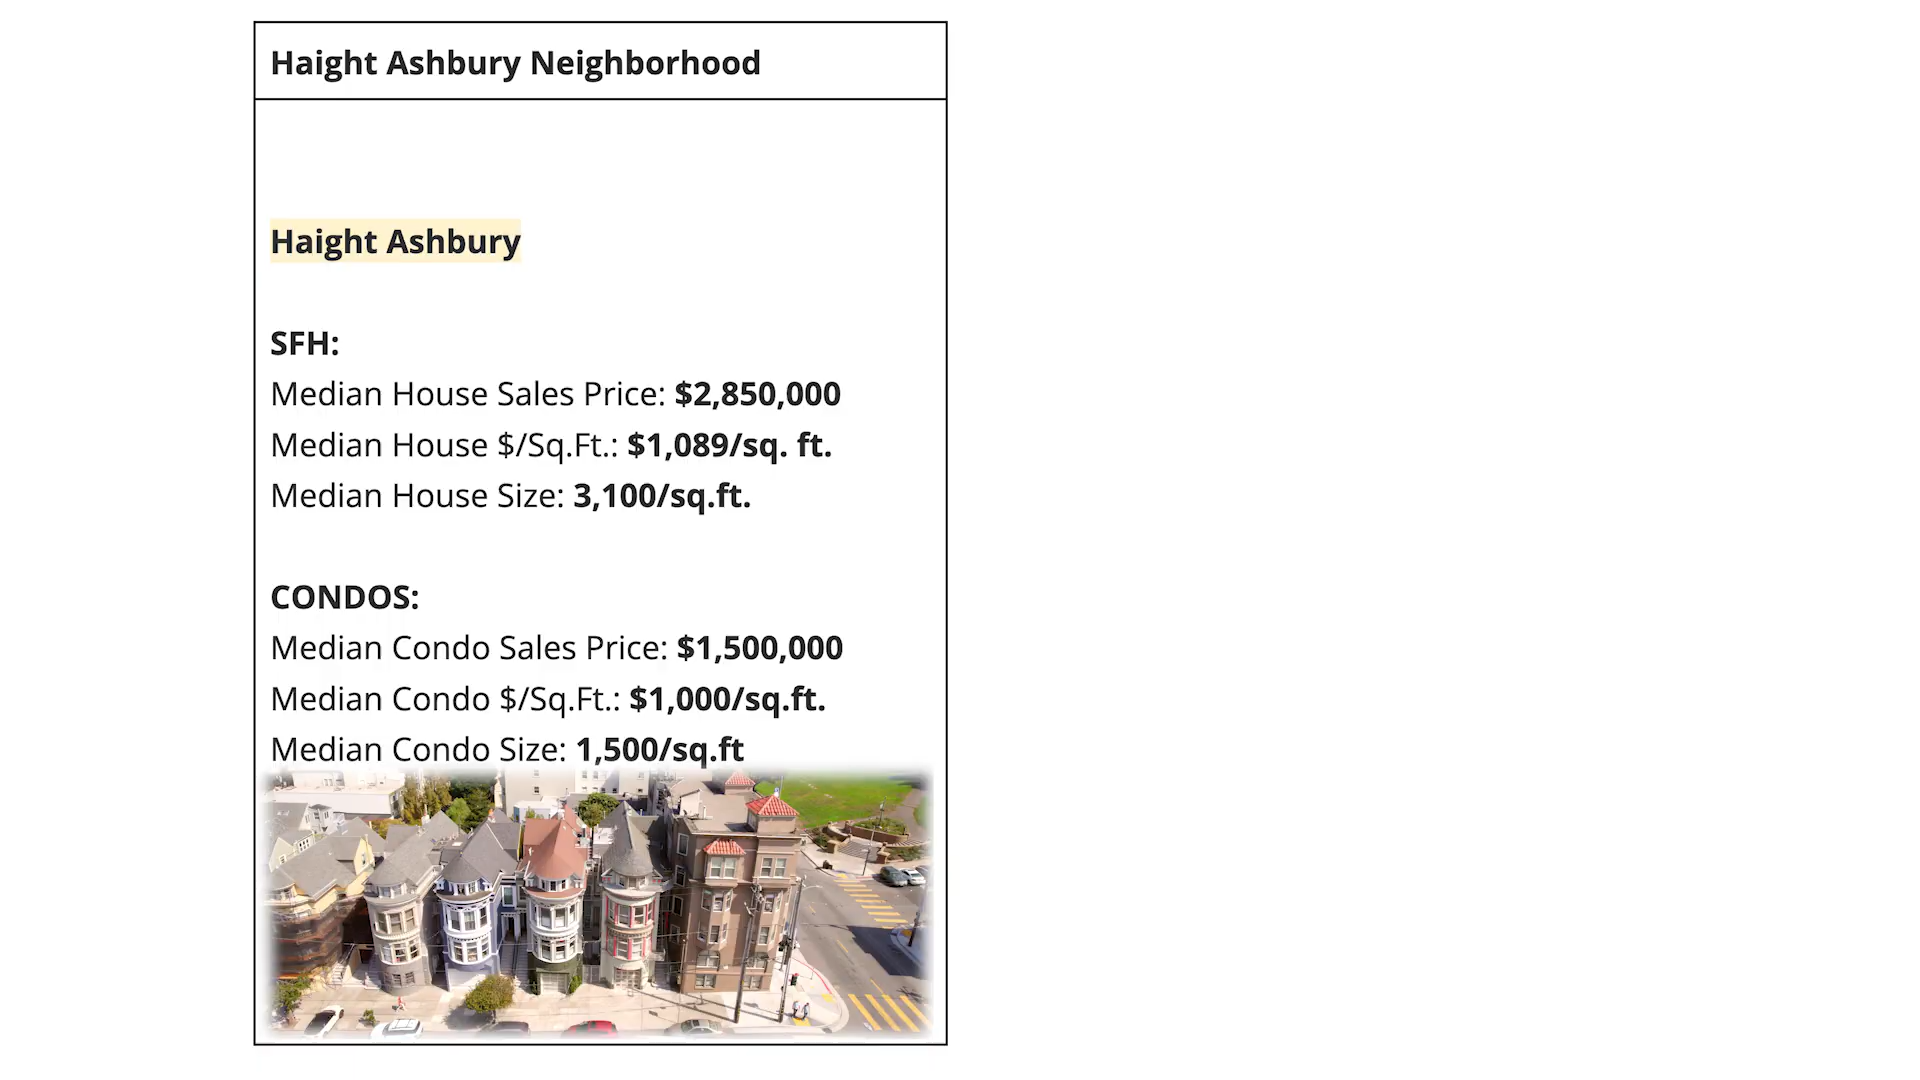 Haight Ashbury Neighborhood
Haight Ashbury
SFH:
Median House Sales Price: $2,850,000
Median House $/Sq.Ft.: $1,089/sq. ft.
Median House Size: 3,100/sq.ft.
CONDOS:
Median Condo Sales Price: $1,500,000
Median Condo $/Sq.Ft.: $1,000/sq.ft.
Median Condo Size: 1,500/sq.ft